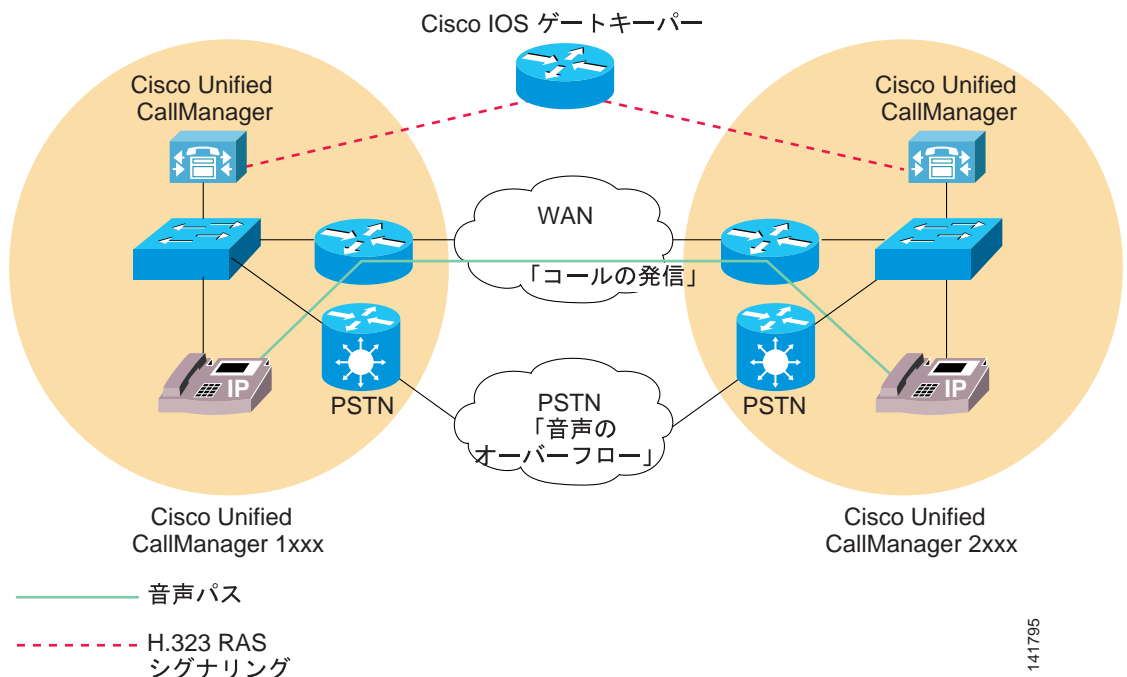 Cisco IOS ゲートキーパー
Cisco Unified
CallManager
Cisco Unified
CallManager
WAN
「コールの発信」
IP
PSTN
PSTN
「音声の
オーバーフロー」
PSTN
IP
Cisco Unified
CallManager 1xxx
Cisco Unified
CallManager 2xxx
音声パス
H.323 RAS
シグナリング
141795